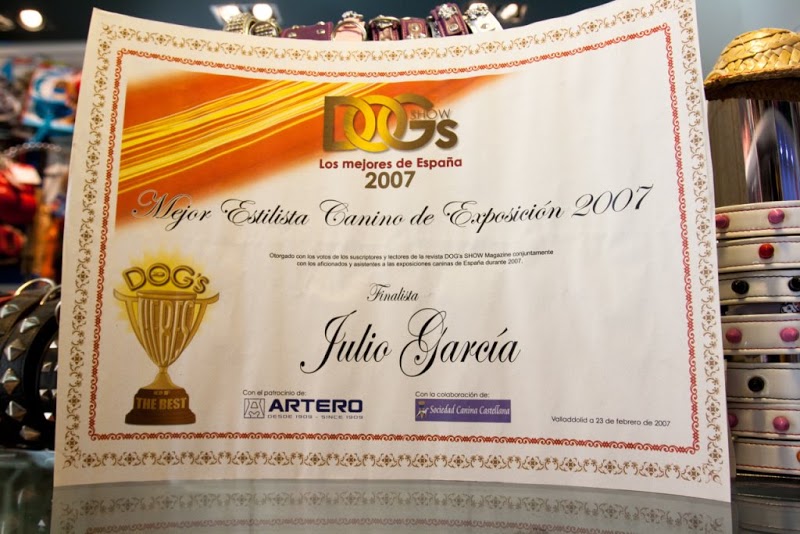 DOGs SHOW
Los mejores de España
2007
Mejor Estilista Canino de Exposición 2007
Otorgado con los votos de los suscriptores y lectores de la revista DOG's SHOW Magazine conjuntamente
con los aficionados y asistentes a las exposiciones caninas de España durante 2007.
Finalista
Julio García
DOG's
THE BEST
THE BEST
Con el patrocinio de:
ARTERO
DESDE 1909 - SINCE 1909
Con la colaboración de:
Sociedad Canina Castellana
Valladolid a 23 de febrero de 2007